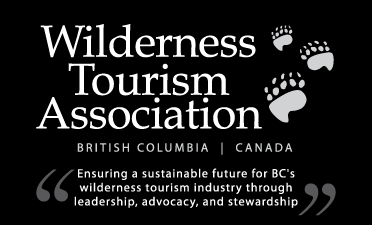 Wilderness
Tourism
Association
BRITISH COLUMBIA | CANADA
“ Ensuring a sustainable future for BC's
wilderness tourism industry through
leadership, advocacy, and stewardship ”